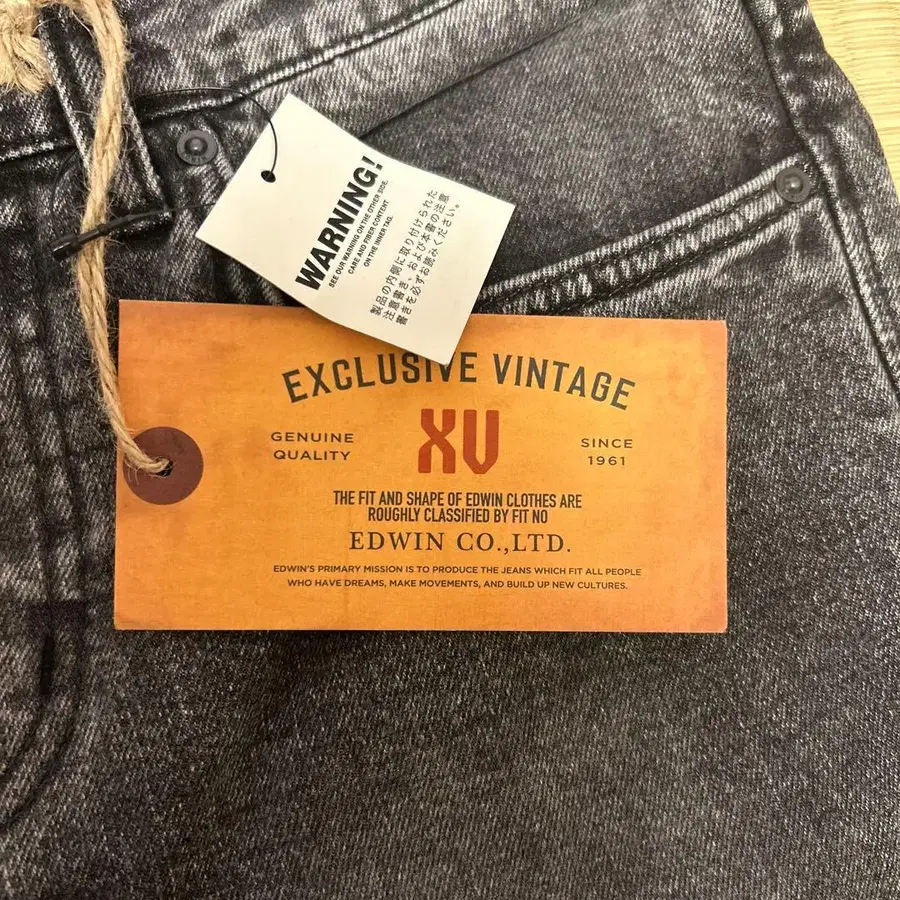 WARNING!
SEE OUR WARNING ON THE OTHER SIDE.
CARE AND FIBER CONTENT
ON THE INNER TAG.
製品の内側に取り付けられた
注意書き、および本書の注意
書きを必ずお読みください。
EXCLUSIVE VINTAGE
GENUINE
QUALITY
XV
SINCE
1961
THE FIT AND SHAPE OF EDWIN CLOTHES ARE
ROUGHLY CLASSIFIED BY FIT NO
EDWIN CO.,LTD.
EDWIN'S PRIMARY MISSION IS TO PRODUCE THE JEANS WHICH FIT ALL PEOPLE
WHO HAVE DREAMS, MAKE MOVEMENTS, AND BUILD UP NEW CULTURES.